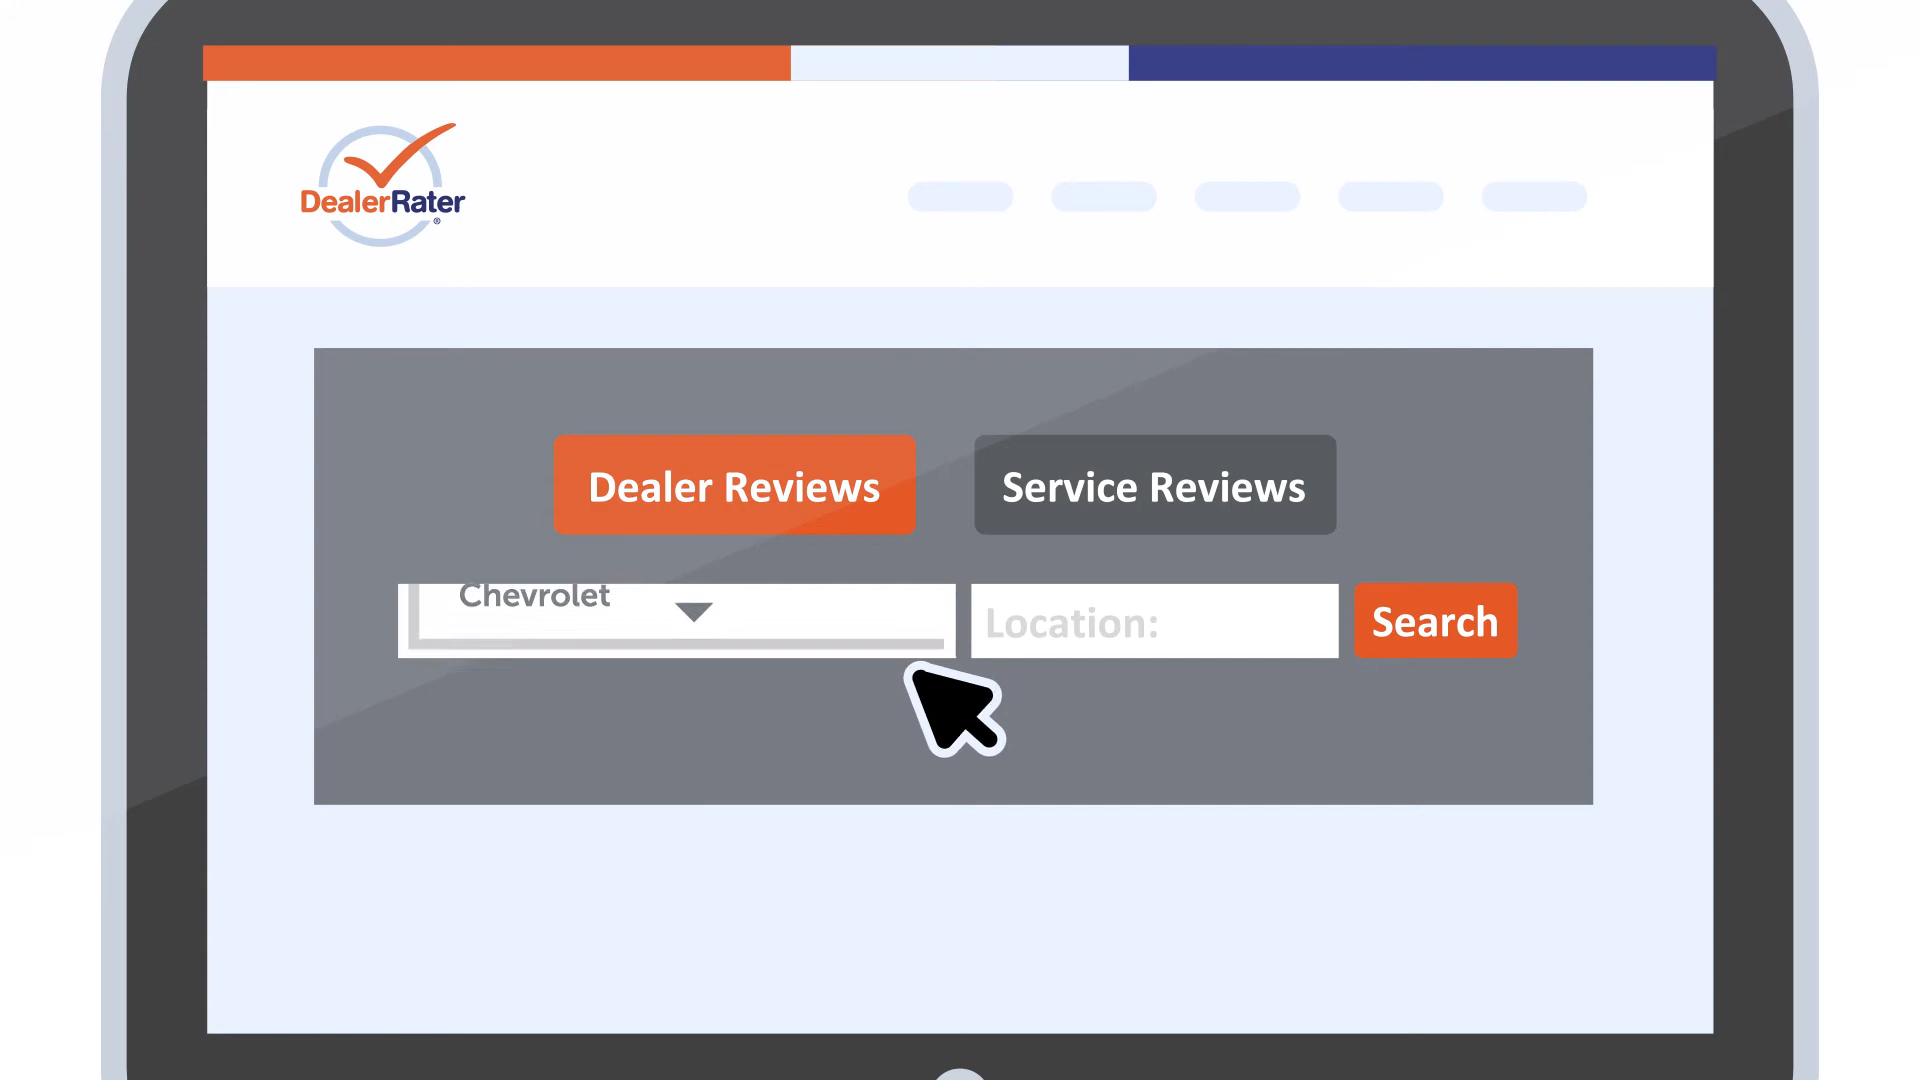 DealerRater®
Dealer Reviews
Service Reviews
Chevrolet
Location:
Search